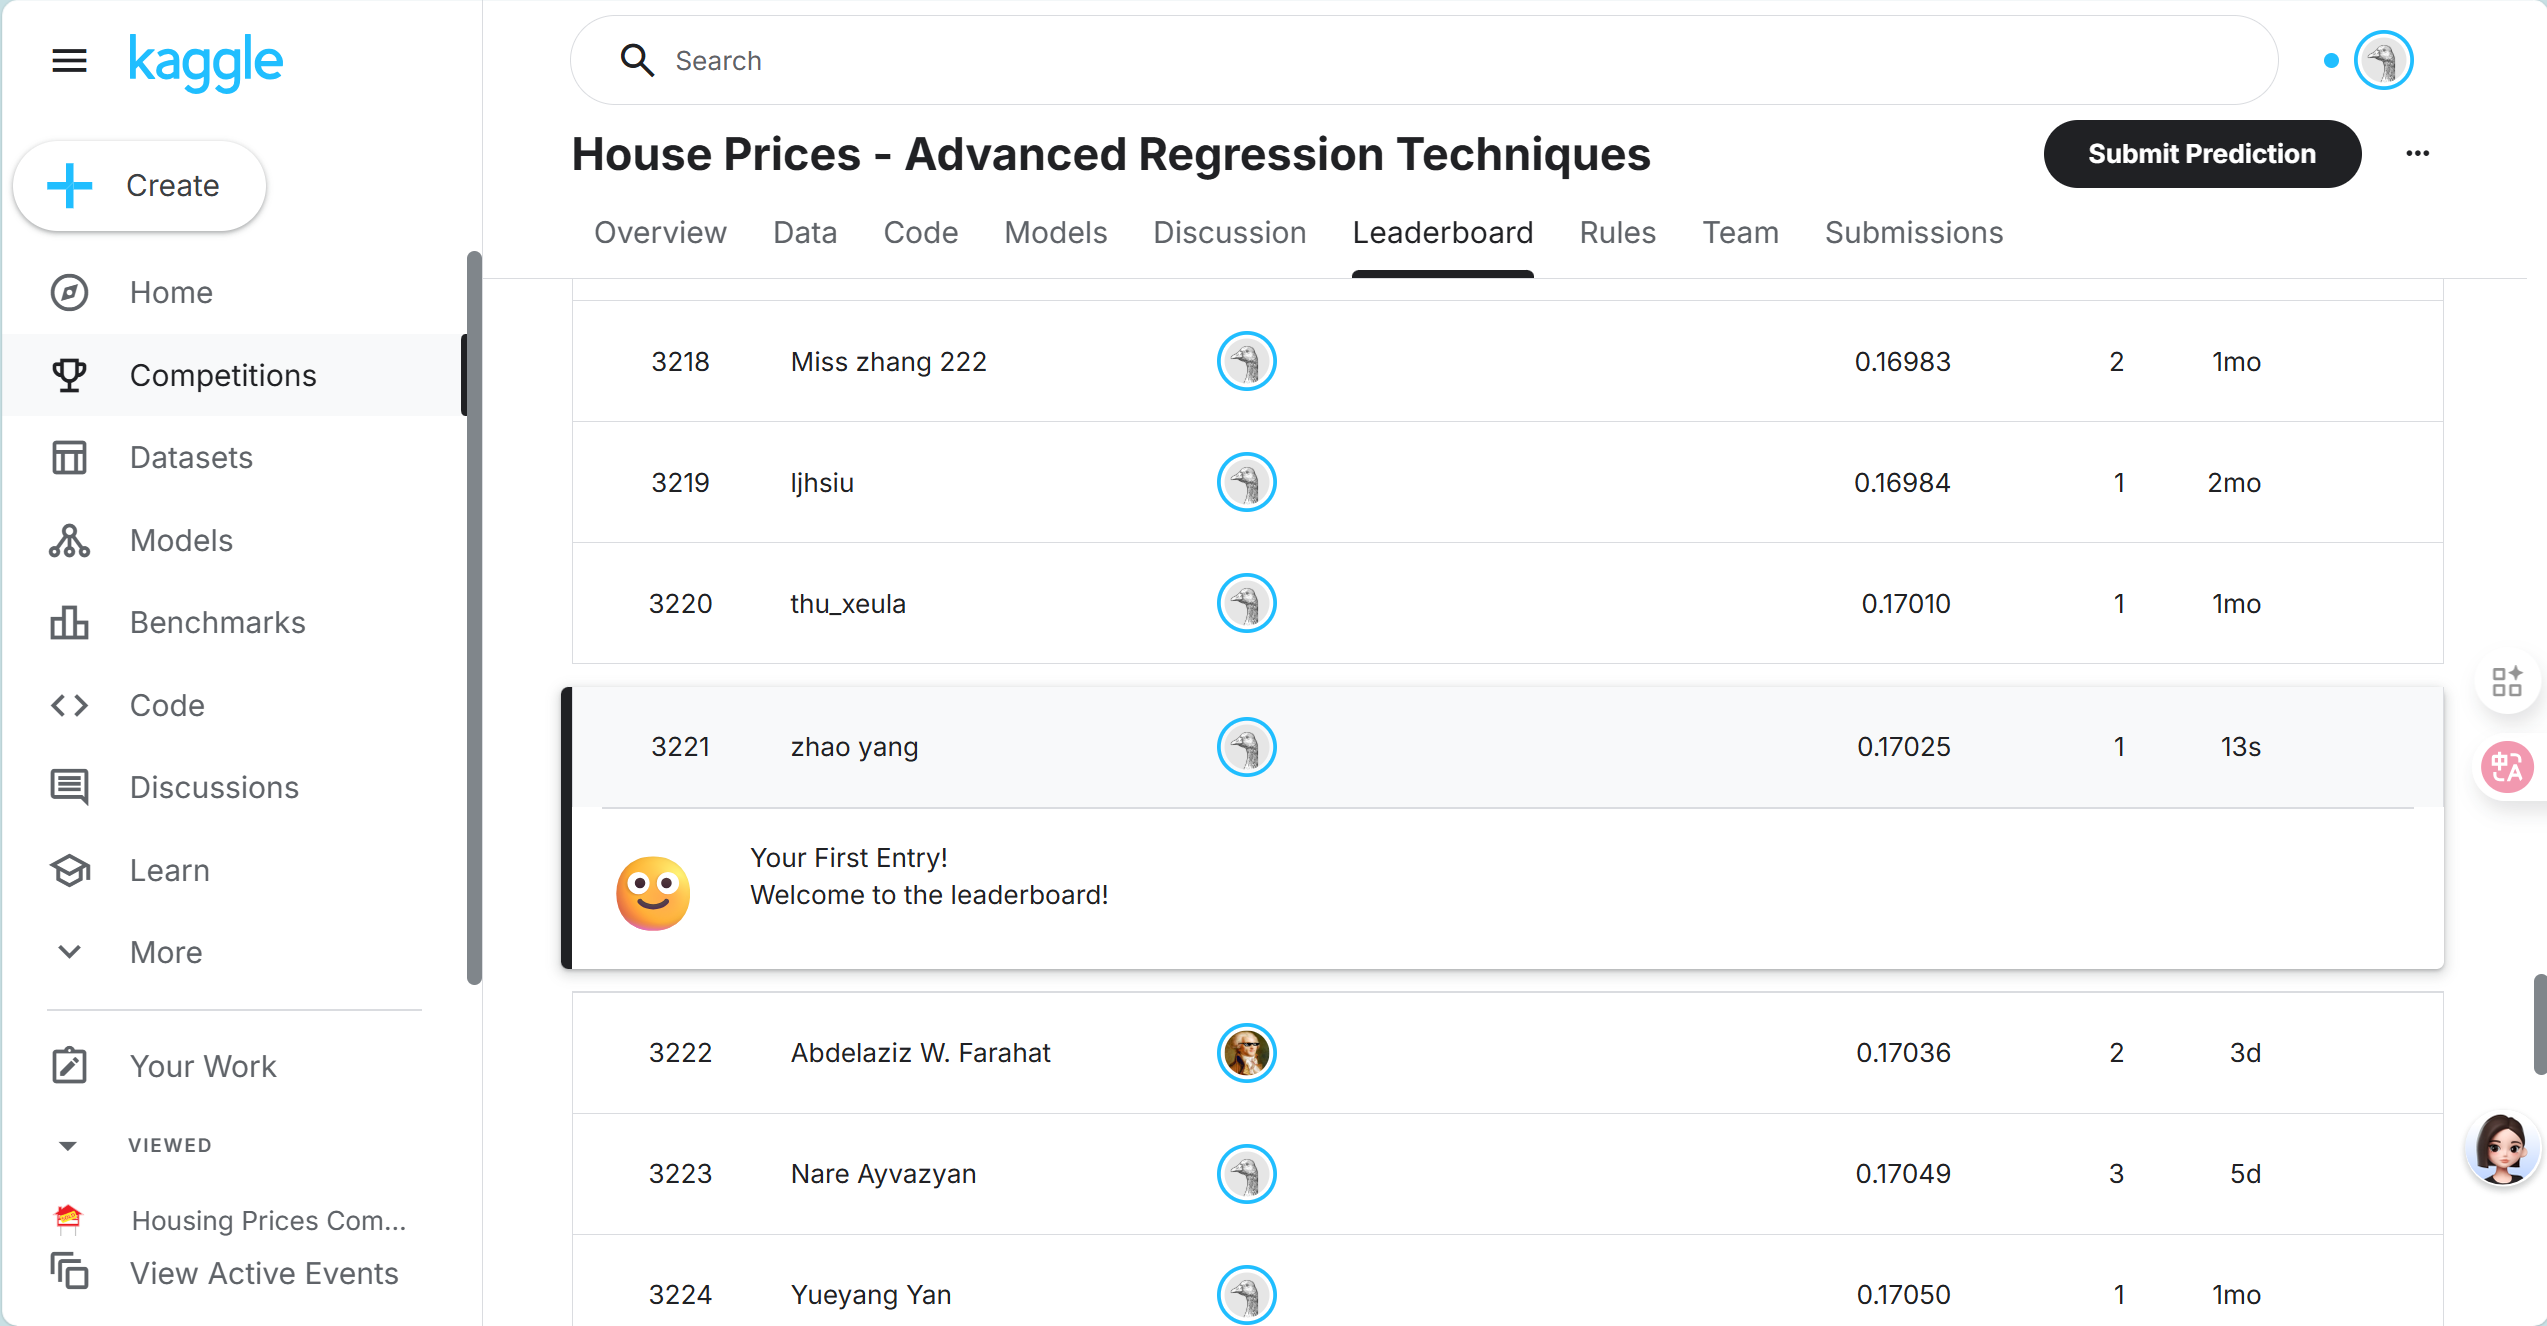 kaggle
Search
Create
House Prices - Advanced Regression Techniques
Submit Prediction
Overview Data Code Models Discussion Leaderboard Rules Team Submissions
Home
Competitions
Datasets
Models
Benchmarks
Code
Discussions
Learn
More
Your Work
VIEWED
Housing Prices Com...
View Active Events
3218 Miss zhang 222 0.16983 2 1mo
3219 ljhsiu 0.16984 1 2mo
3220 thu_xeula 0.17010 1 1mo
3221 zhao yang 0.17025 1 13s
Your First Entry!
Welcome to the leaderboard!
3222 Abdelaziz W. Farahat 0.17036 2 3d
3223 Nare Ayvazyan 0.17049 3 5d
3224 Yueyang Yan 0.17050 1 1mo
中A